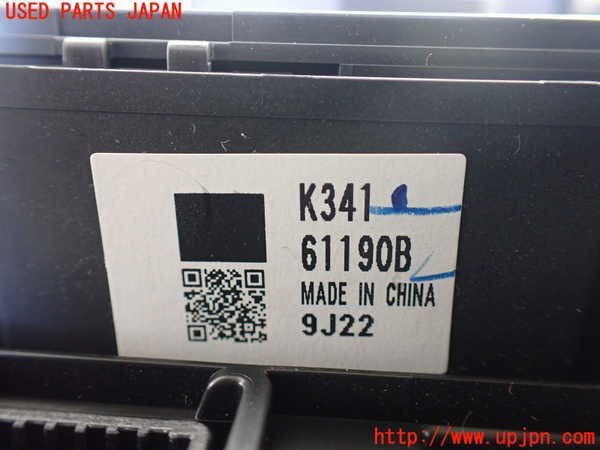 USED PARTS JAPAN
K341
61190B
MADE IN CHINA
9J22
http://www.upjpn.com/